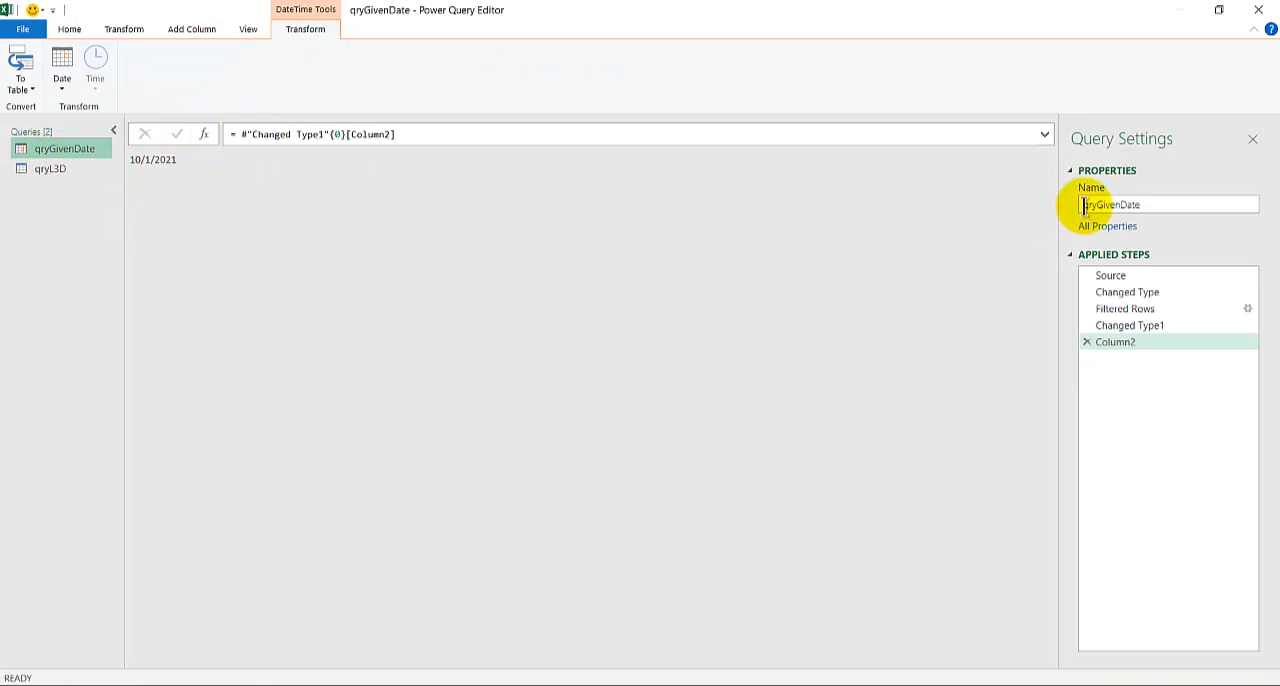 DateTime Tools
qryGivenDate - Power Query Editor
File
Home
Transform
Add Column
View
Transform
To
Table
Date
Time
Convert
Transform
Queries [2]
qryGivenDate
qryL3D
fx
= #"Changed Type1"{0}[Column2]
10/1/2021
Query Settings
PROPERTIES
Name
qryGivenDate
All Properties
APPLIED STEPS
Source
Changed Type
Filtered Rows
Changed Type1
Column2
READY